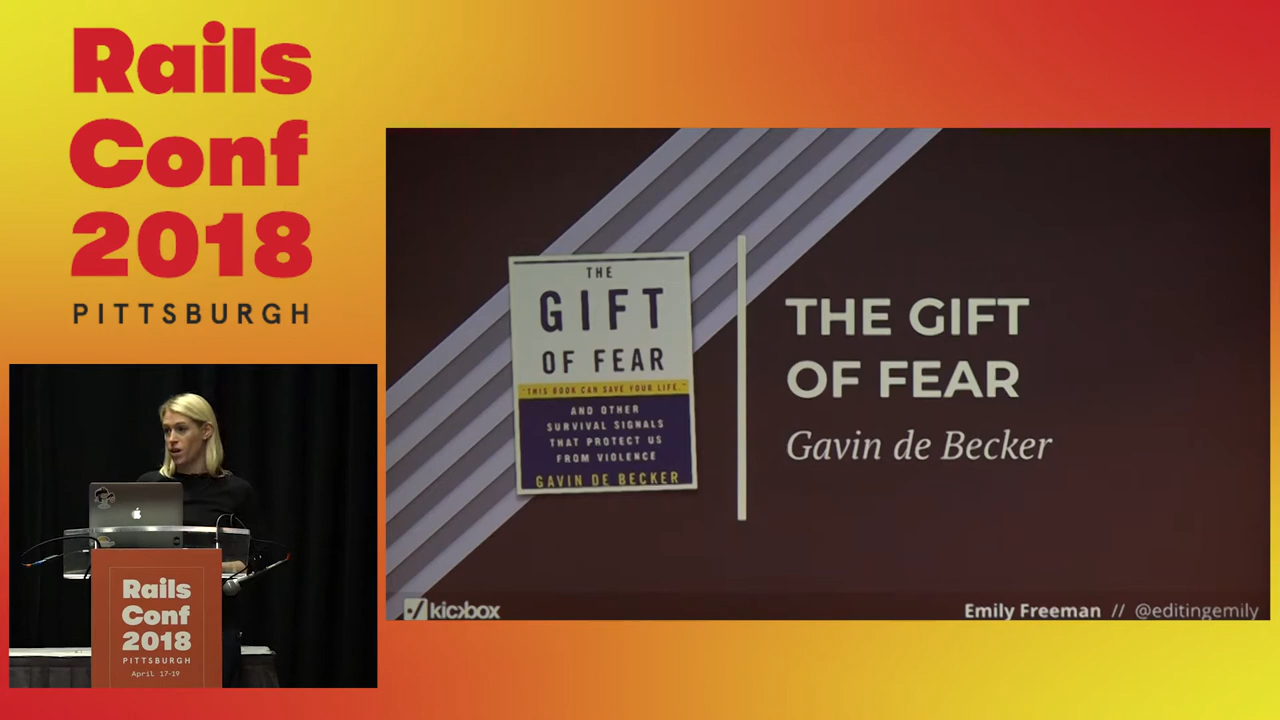 Rails
Conf
2018
PITTSBURGH
THE
GIFT
OF FEAR
"THIS BOOK CAN SAVE YOUR LIFE."
AND OTHER
SURVIVAL SIGNALS
THAT PROTECT US
FROM VIOLENCE
GAVIN DE BECKER
THE GIFT
OF FEAR
Gavin de Becker
kickbox
Emily Freeman // @editingemily
Rails
Conf
2018
PITTSBURGH
April 17-19